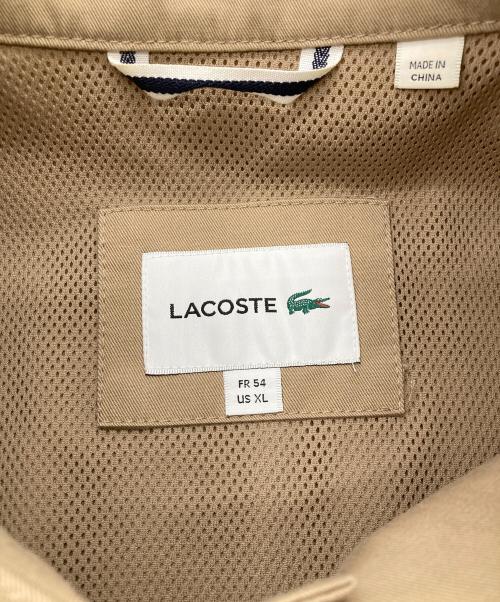 MADE IN
CHINA
LACOSTE
FR 54
US XL